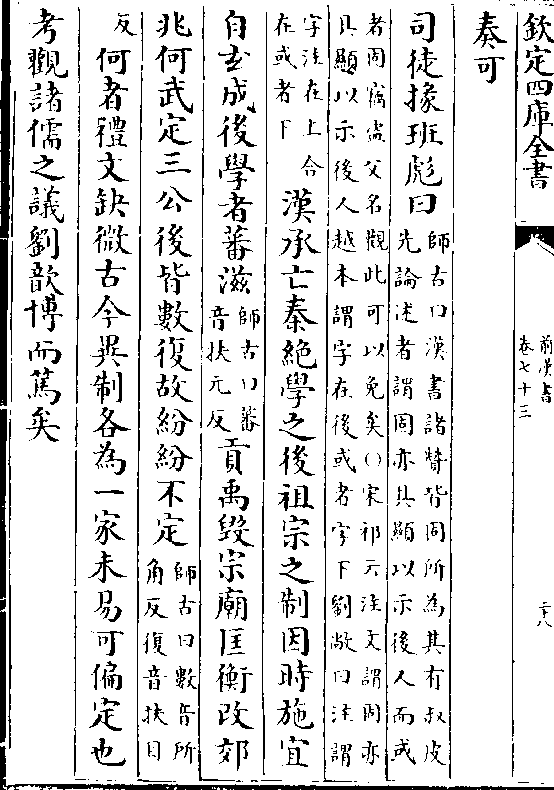 欽定四庫全書
前漢書
卷七十三
二十八
奏可
司徒掾班彪曰師古曰漢書諸贊皆固所為其有叔皮
先論述者謂固亦具顯以示後人而或
者固竊盜父名觀此可以免矣○宋祁云注文謂固亦
具顯以示後人越本謂字在後或者字下劉敞曰注謂
字注在上合
在或者下漢承亡秦絶學之後祖宗之制因時施宜
自玄成後學者蕃滋師古曰蕃
音扶元反貢禹毁宗廟匡衡改郊
兆何武定三公後皆數復故紛紛不定師古曰數音所
角反復音扶目
反何者禮文缺微古今異制各為一家未易可偏定也
考觀諸儒之議劉歆博而篤矣